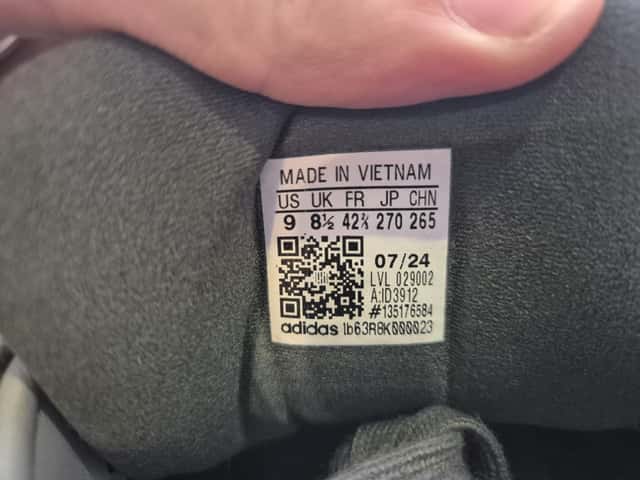 MADE IN VIETNAM
US UK FR JP CHN
9 8½ 42⅔ 270 265
07/24
LVL 029002
A:ID3912
#135176584
adidas lb63R8K000023